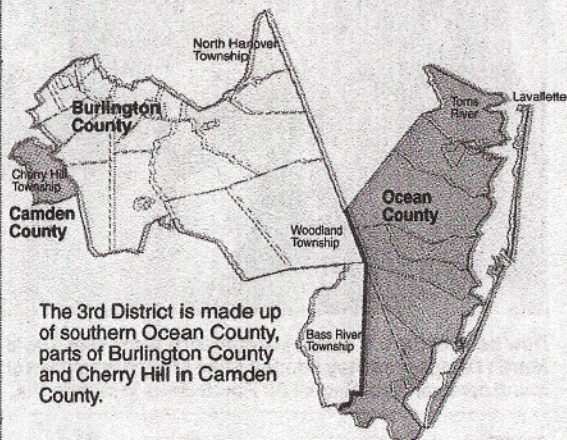 North Hanover
Township
Burlington
County
Toms
River
Lavallette
Cherry Hill
Township
Camden
County
Ocean
County
Woodland
Township
Bass River
Township
The 3rd District is made up
of southern Ocean County,
parts of Burlington County
and Cherry Hill in Camden
County.